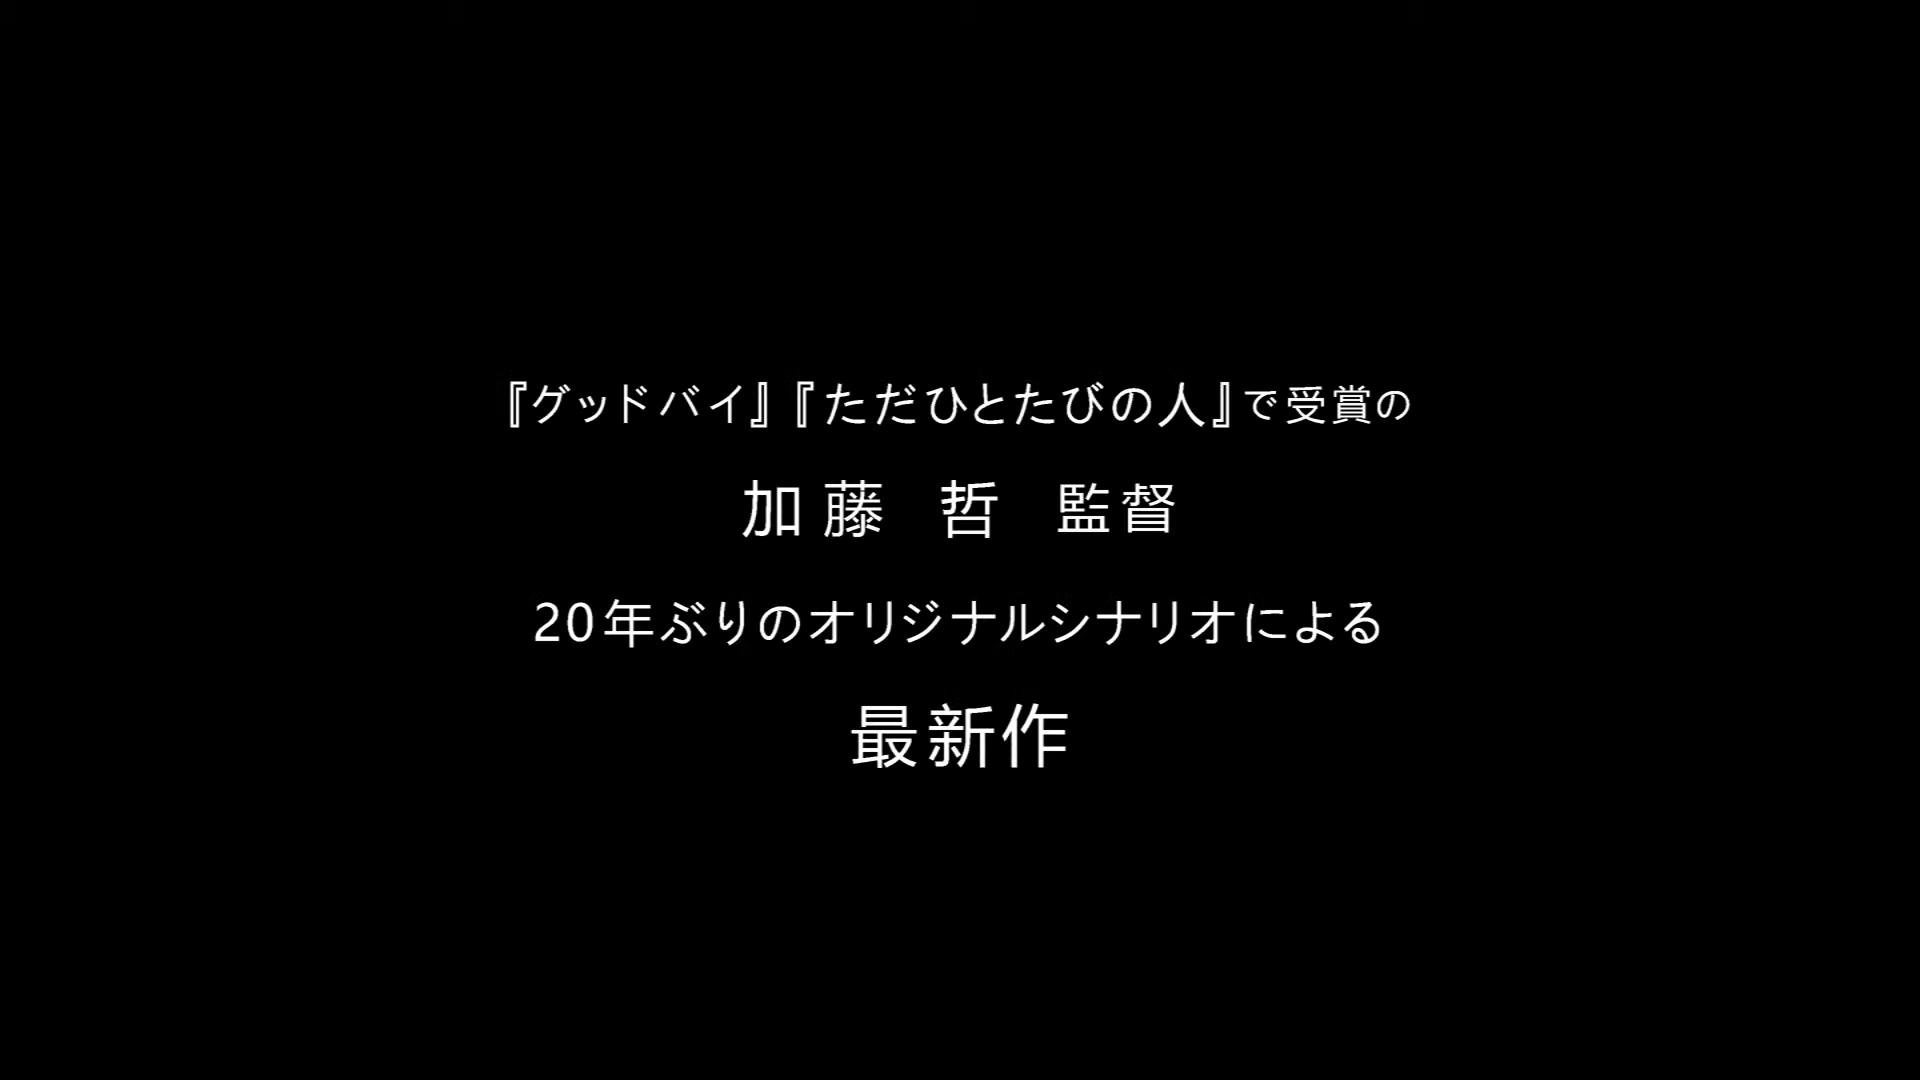 『グッドバイ』『ただひとたびの人』で受賞の
加藤 哲 監督
20年ぶりのオリジナルシナリオによる
最新作